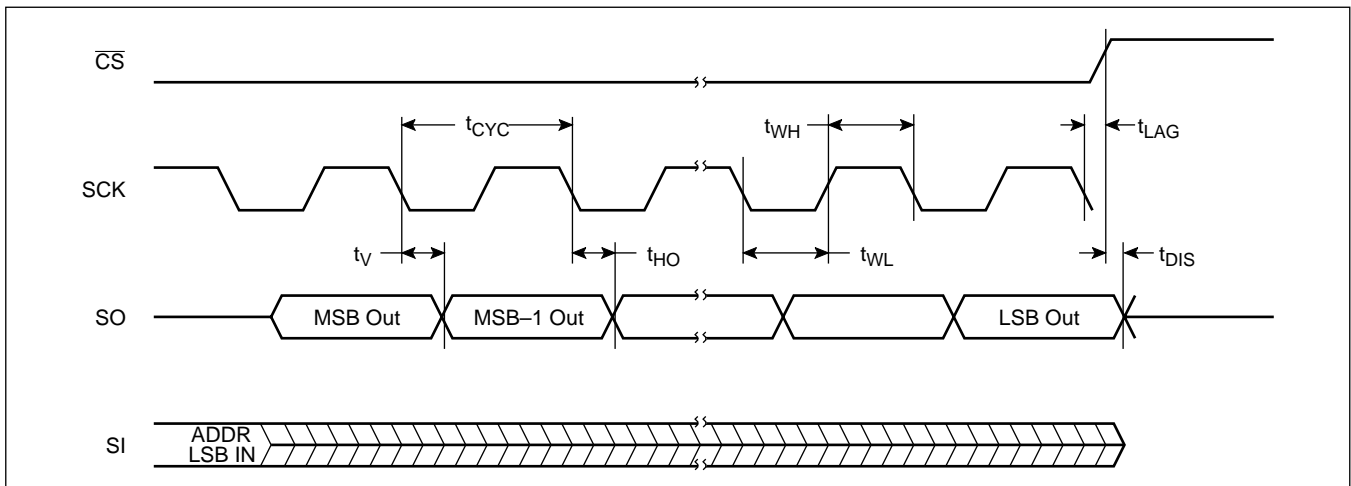 CS
tCYC
tWH
tLAG
SCK
tV
tHO
tWL
tDIS
SO
MSB Out
MSB–1 Out
LSB Out
SI
ADDR
LSB IN